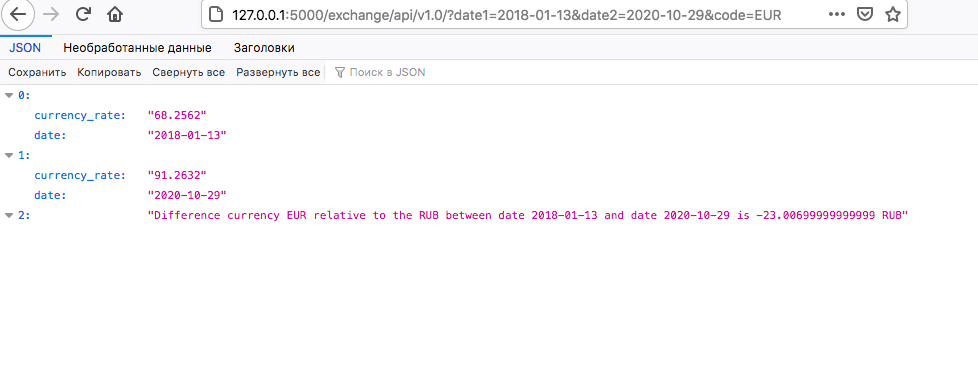 127.0.0.1:5000/exchange/api/v1.0/?date1=2018-01-13&date2=2020-10-29&code=EUR
JSON Необработанные данные Заголовки
Сохранить Копировать Свернуть все Развернуть все Поиск в JSON
0:
currency_rate: "68.2562"
date: "2018-01-13"
1:
currency_rate: "91.2632"
date: "2020-10-29"
2: "Difference currency EUR relative to the RUB between date 2018-01-13 and date 2020-10-29 is -23.00699999999999 RUB"